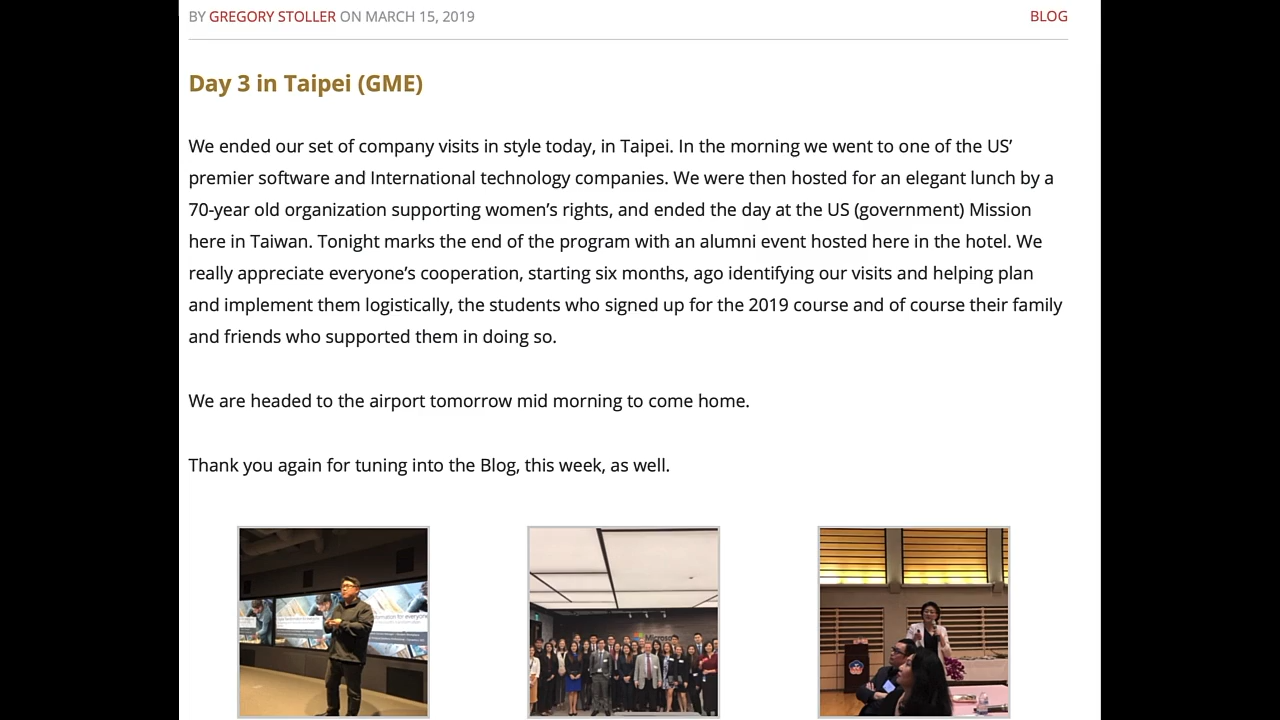 BY GREGORY STOLLER ON MARCH 15, 2019
BLOG
Day 3 in Taipei (GME)
We ended our set of company visits in style today, in Taipei. In the morning we went to one of the US’
premier software and International technology companies. We were then hosted for an elegant lunch by a
70-year old organization supporting women’s rights, and ended the day at the US (government) Mission
here in Taiwan. Tonight marks the end of the program with an alumni event hosted here in the hotel. We
really appreciate everyone’s cooperation, starting six months, ago identifying our visits and helping plan
and implement them logistically, the students who signed up for the 2019 course and of course their family
and friends who supported them in doing so.
We are headed to the airport tomorrow mid morning to come home.
Thank you again for tuning into the Blog, this week, as well.